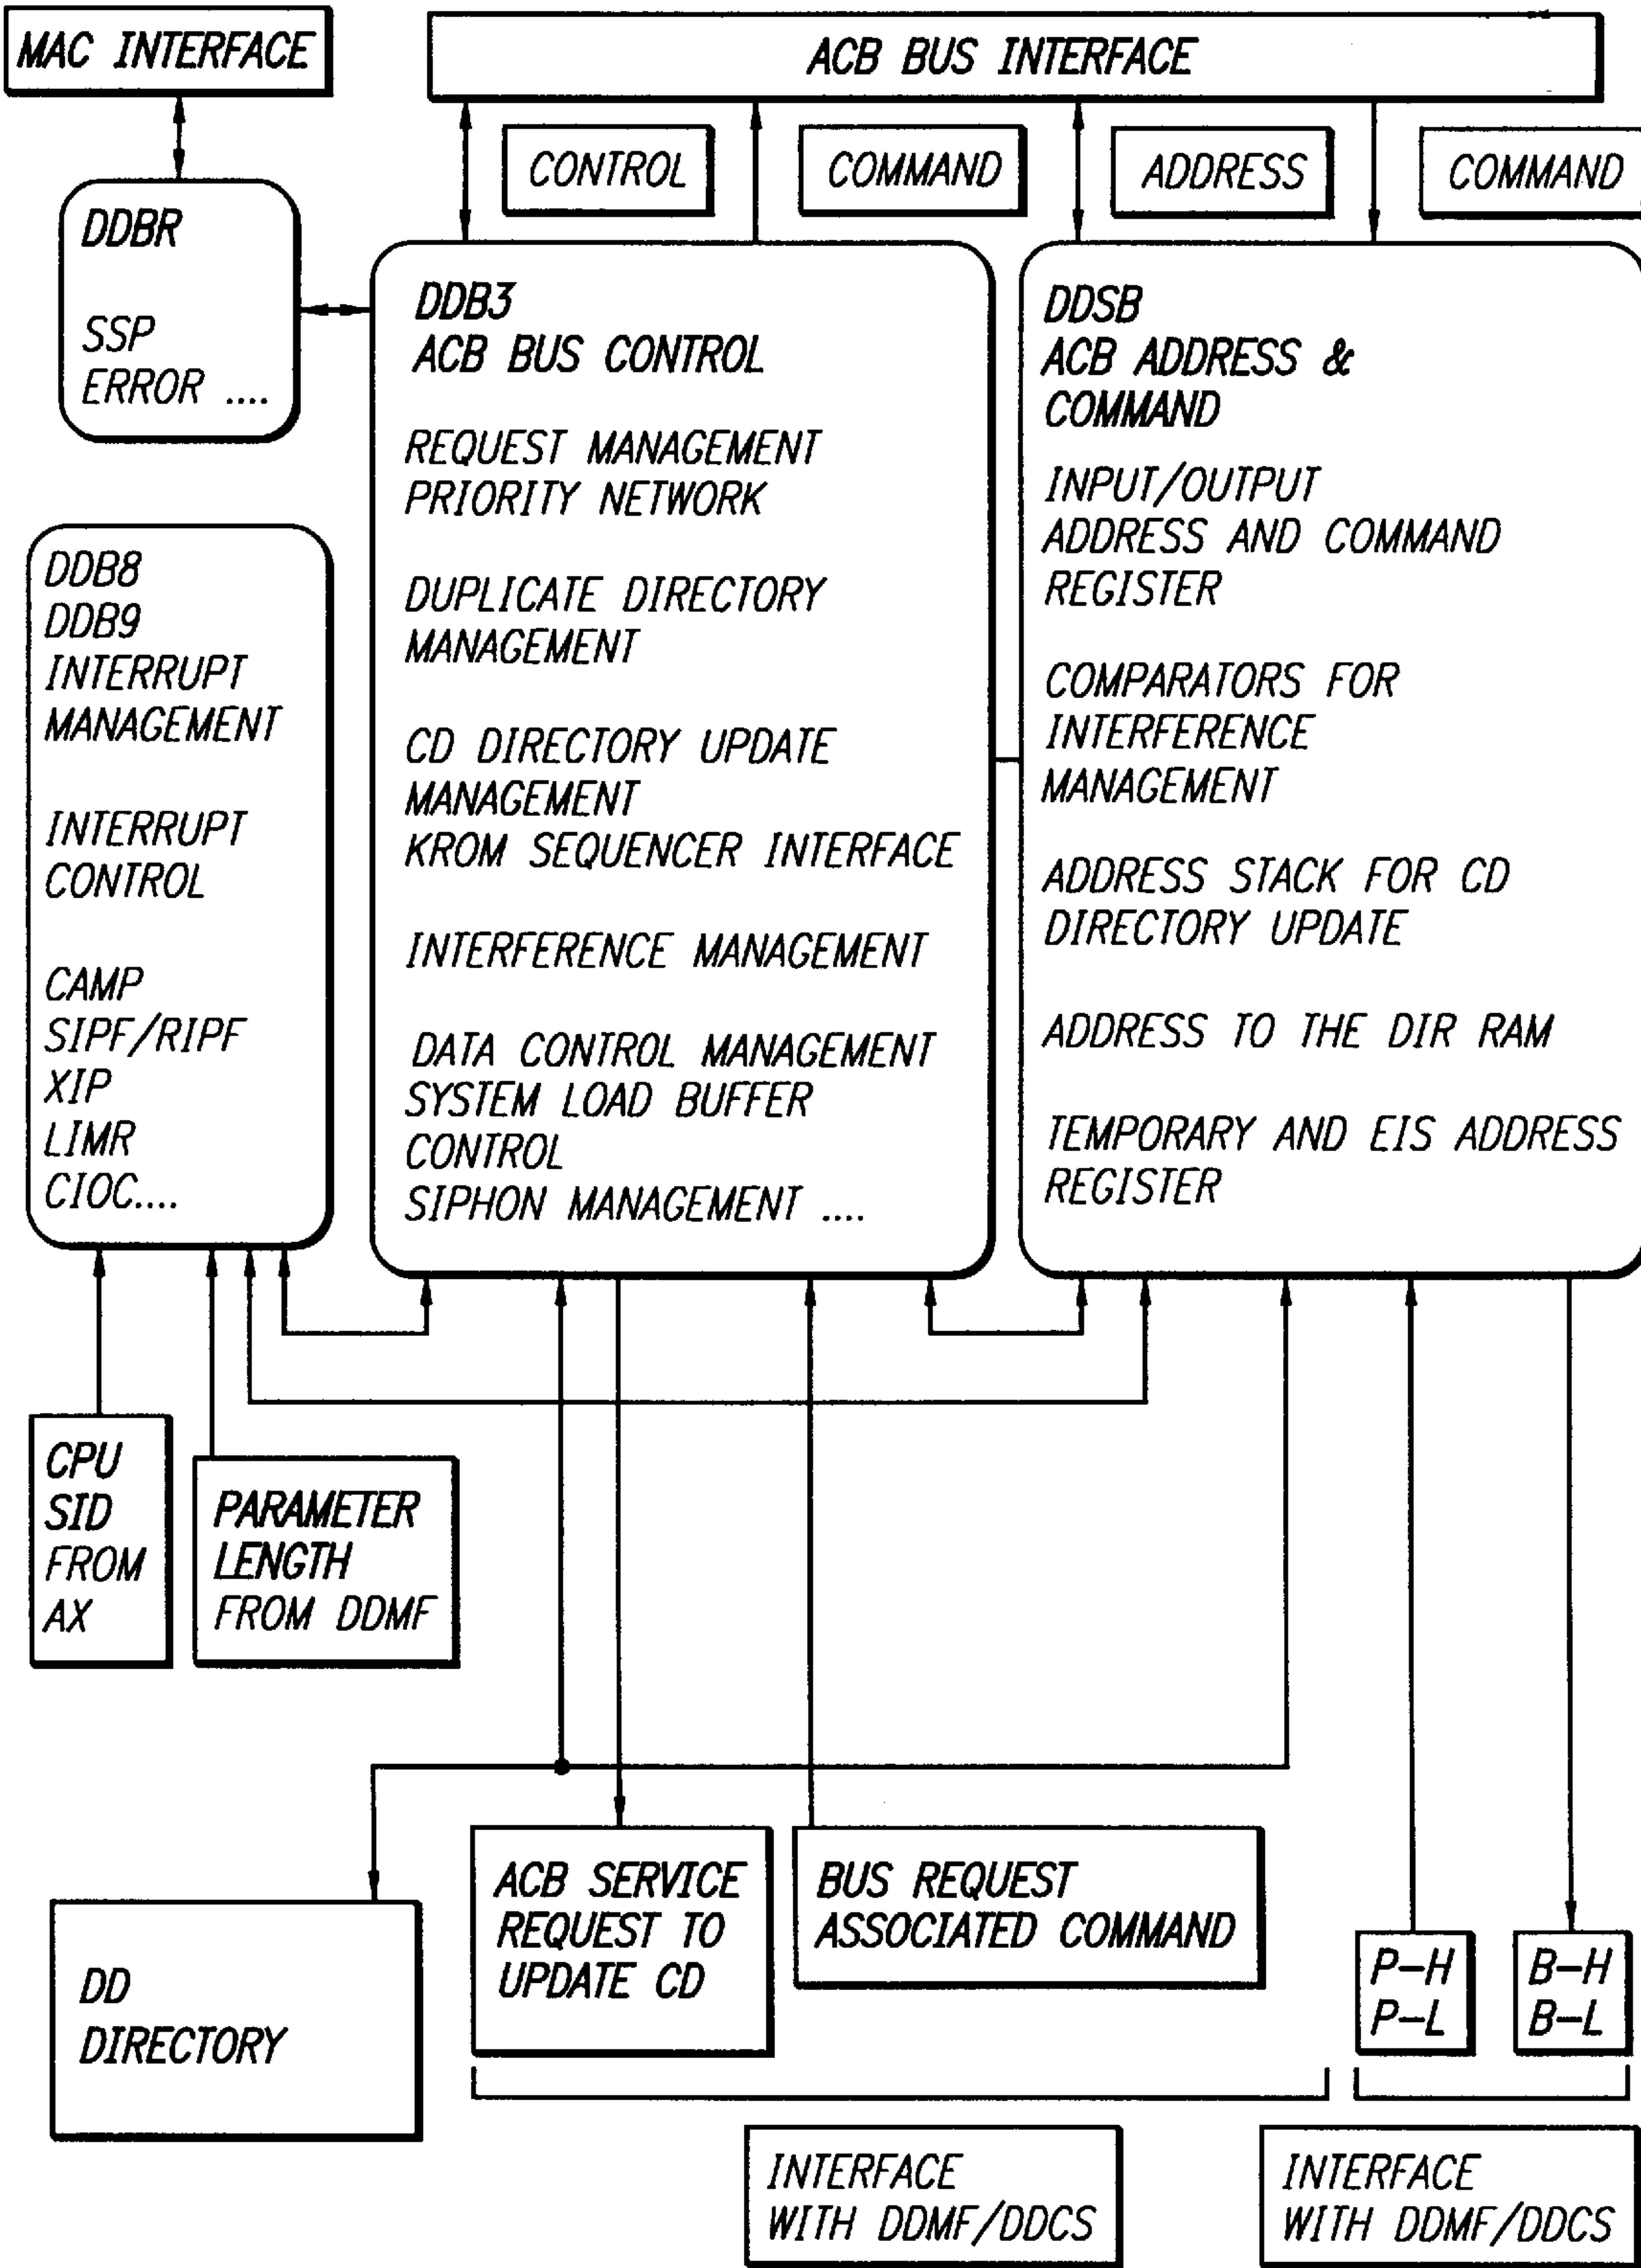 MAC INTERFACE
ACB BUS INTERFACE
CONTROL
COMMAND
ADDRESS
COMMAND
DDBR
SSP
ERROR ....
DDB3
ACB BUS CONTROL
REQUEST MANAGEMENT
PRIORITY NETWORK
DUPLICATE DIRECTORY
MANAGEMENT
CD DIRECTORY UPDATE
MANAGEMENT
KROM SEQUENCER INTERFACE
INTERFERENCE MANAGEMENT
DATA CONTROL MANAGEMENT
SYSTEM LOAD BUFFER
CONTROL
SIPHON MANAGEMENT ....
DDSB
ACB ADDRESS &
COMMAND
INPUT/OUTPUT
ADDRESS AND COMMAND
REGISTER
COMPARATORS FOR
INTERFERENCE
MANAGEMENT
ADDRESS STACK FOR CD
DIRECTORY UPDATE
ADDRESS TO THE DIR RAM
TEMPORARY AND EIS ADDRESS
REGISTER
DDB8
DDB9
INTERRUPT
MANAGEMENT
INTERRUPT
CONTROL
CAMP
SIPF/RIPF
XIP
LIMR
CIOC....
CPU
SID
FROM
AX
PARAMETER
LENGTH
FROM DDMF
DD
DIRECTORY
ACB SERVICE
REQUEST TO
UPDATE CD
BUS REQUEST
ASSOCIATED COMMAND
P-H
P-L
B-H
B-L
INTERFACE
WITH DDMF/DDCS
INTERFACE
WITH DDMF/DDCS